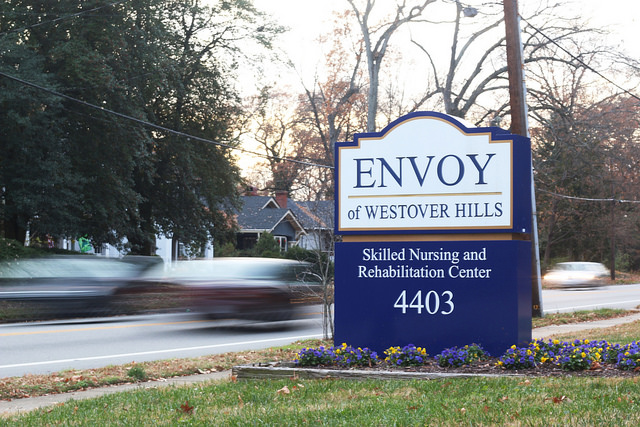 ENVOY
of WESTOVER HILLS
Skilled Nursing and
Rehabilitation Center
4403